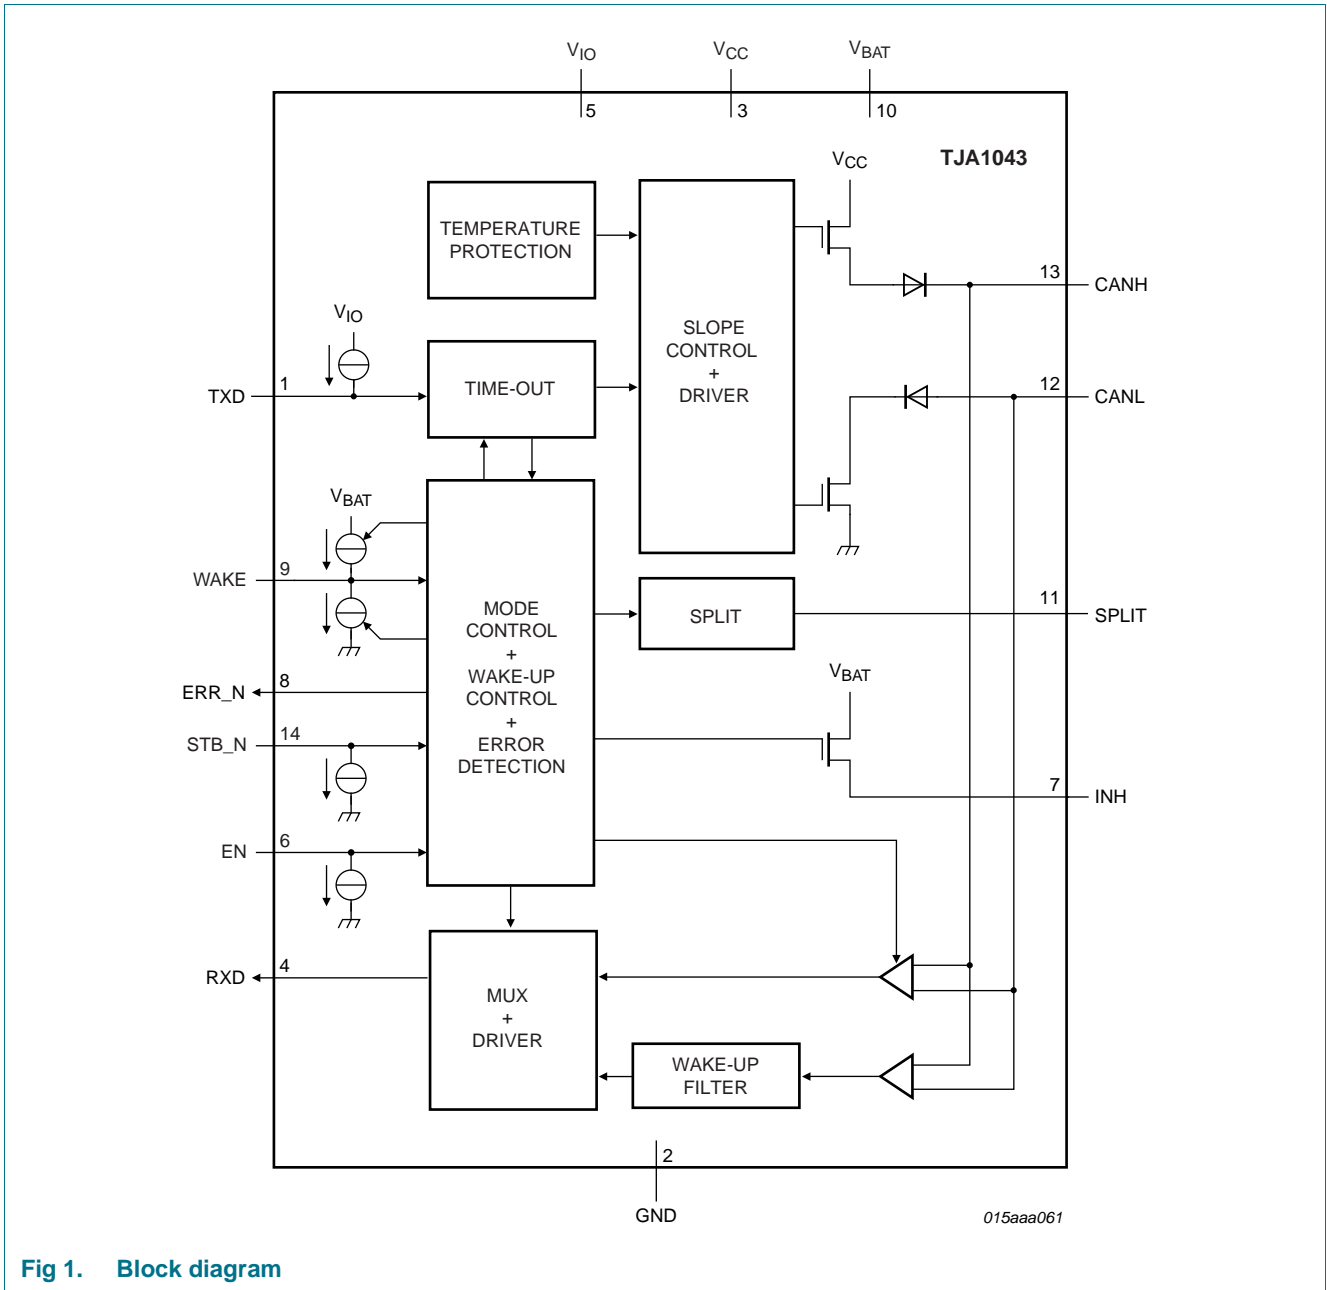 VIO
VCC
VBAT
5
3
10
TJA1043
VCC
TEMPERATURE
PROTECTION
13
CANH
VIO
SLOPE
CONTROL
+
DRIVER
TXD
1
TIME-OUT
12
CANL
VBAT
WAKE
9
MODE
CONTROL
+
WAKE-UP
CONTROL
+
ERROR
DETECTION
SPLIT
11
SPLIT
ERR_N
8
VBAT
STB_N
14
7
INH
EN
6
RXD
4
MUX
+
DRIVER
WAKE-UP
FILTER
2
GND
015aaa061
Fig 1. Block diagram